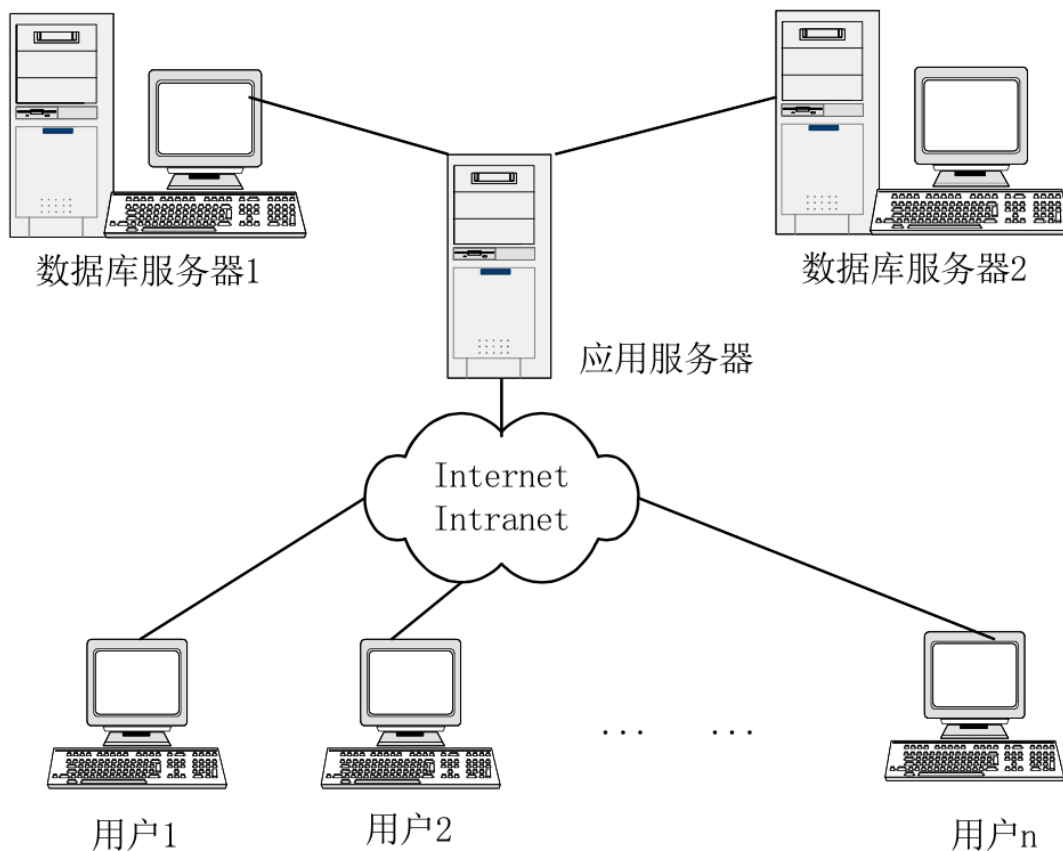 数据库服务器1
数据库服务器2
应用服务器
Internet
Intranet
... ...
用户1
用户2
用户n